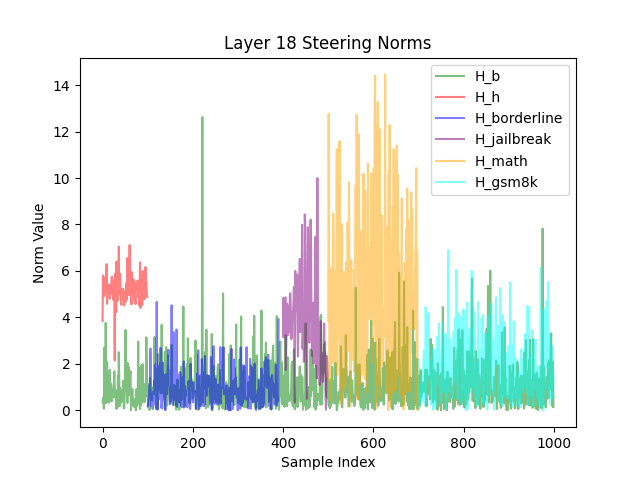 Layer 18 Steering Norms
H_b
H_h
H_borderline
H_jailbreak
H_math
H_gsm8k
Norm Value
14
12
10
8
6
4
2
0
0 200 400 600 800 1000
Sample Index